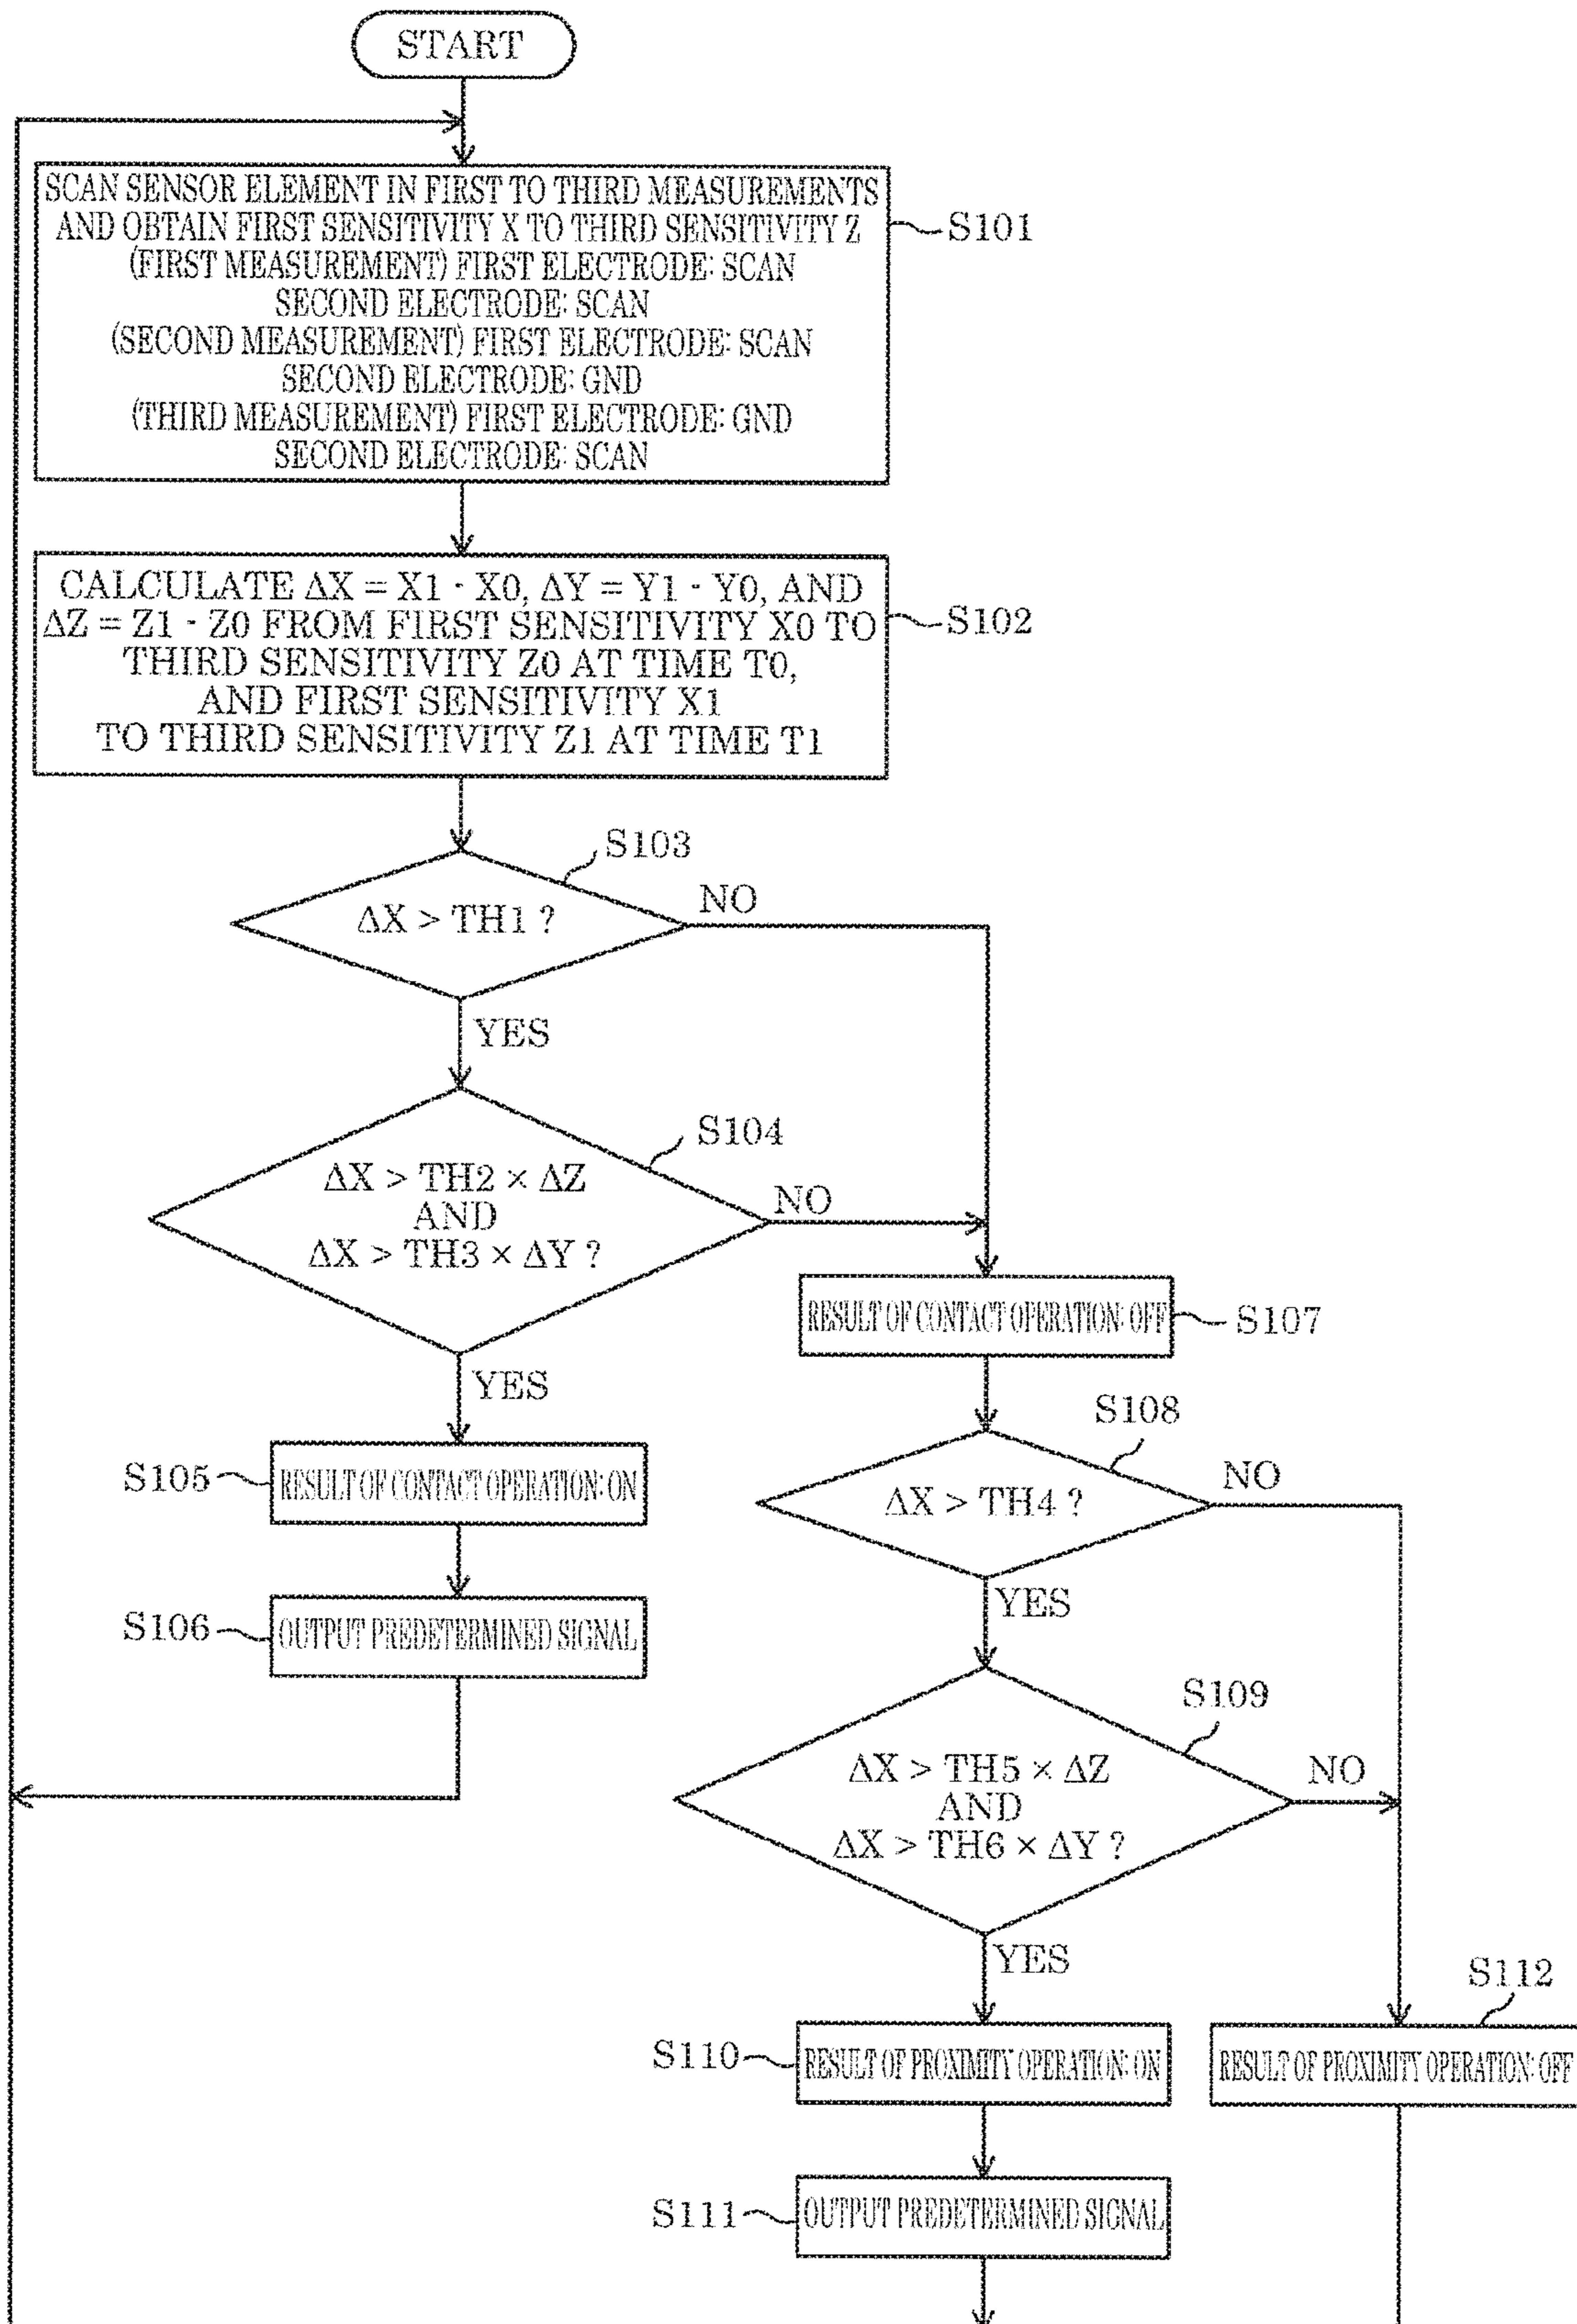 START
SCAN SENSOR ELEMENT IN FIRST TO THIRD MEASUREMENTS
AND OBTAIN FIRST SENSITIVITY X TO THIRD SENSITIVITY Z
(FIRST MEASUREMENT) FIRST ELECTRODE: SCAN
SECOND ELECTRODE: SCAN
(SECOND MEASUREMENT) FIRST ELECTRODE: SCAN
SECOND ELECTRODE: GND
(THIRD MEASUREMENT) FIRST ELECTRODE: GND
SECOND ELECTRODE: SCAN
S101
CALCULATE ΔX = X1 - X0, ΔY = Y1 - Y0, AND
ΔZ = Z1 - Z0 FROM FIRST SENSITIVITY X0 TO
THIRD SENSITIVITY Z0 AT TIME T0,
AND FIRST SENSITIVITY X1
TO THIRD SENSITIVITY Z1 AT TIME T1
S102
S103
ΔX > TH1 ?
NO
YES
S104
ΔX > TH2 × ΔZ
AND
ΔX > TH3 × ΔY ?
NO
YES
S105
RESULT OF CONTACT OPERATION: ON
S106
OUTPUT PREDETERMINED SIGNAL
RESULT OF CONTACT OPERATION: OFF
S107
S108
ΔX > TH4 ?
NO
YES
S109
ΔX > TH5 × ΔZ
AND
ΔX > TH6 × ΔY ?
NO
YES
S110
RESULT OF PROXIMITY OPERATION: ON
S112
RESULT OF PROXIMITY OPERATION: OFF
S111
OUTPUT PREDETERMINED SIGNAL